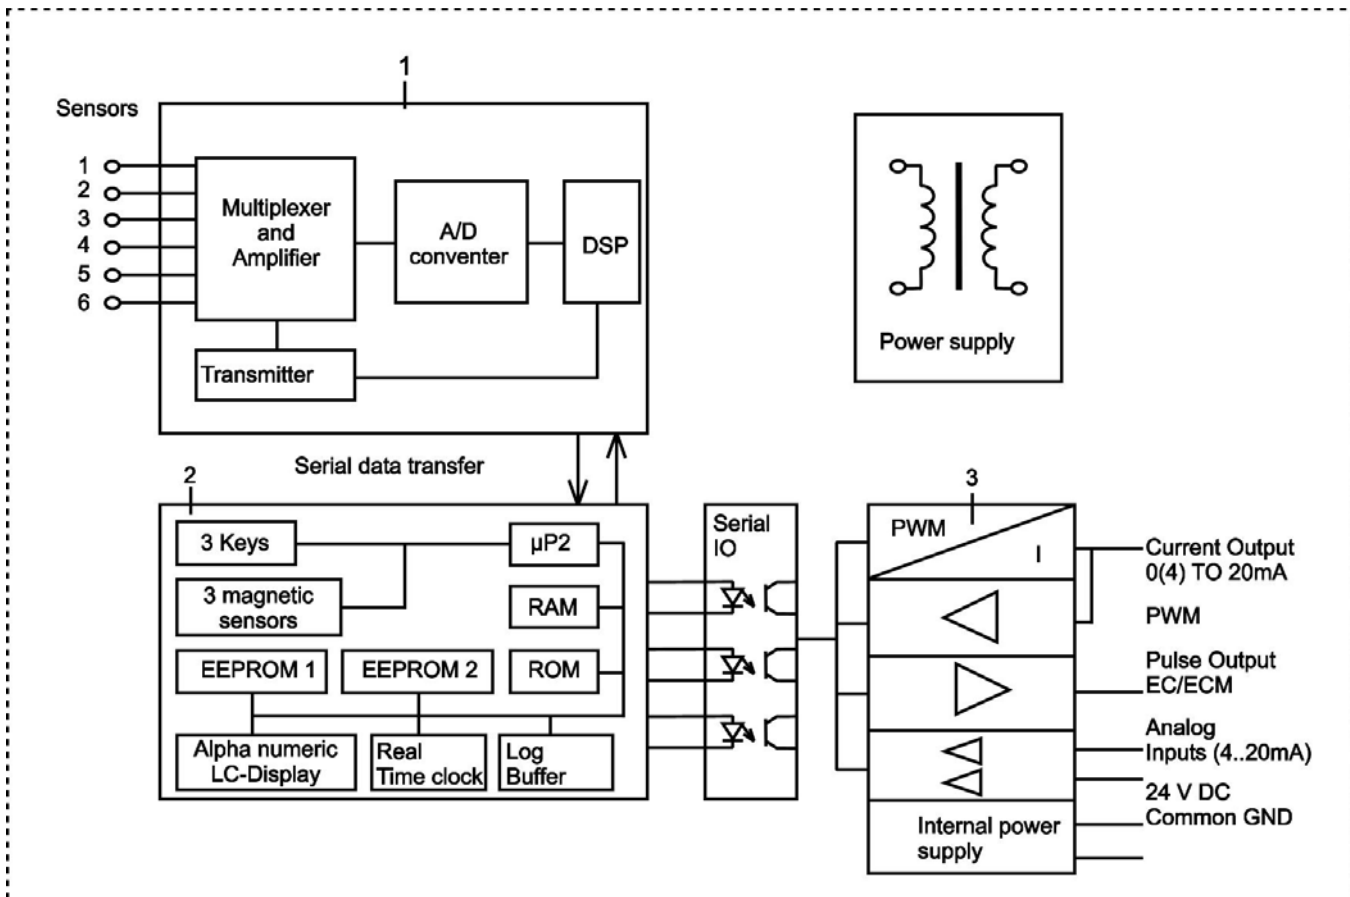 1
Sensors
1
2
3
4
5
6
Multiplexer
and
Amplifier
A/D
conventer
DSP
Transmitter
Power supply
Serial data transfer
2
3 Keys
µP2
3 magnetic
sensors
RAM
EEPROM 1
EEPROM 2
ROM
Alpha numeric
LC-Display
Real
Time clock
Log
Buffer
Serial
IO
3
PWM
I
Internal power
supply
Current Output
0(4) TO 20mA
PWM
Pulse Output
EC/ECM
Analog
Inputs (4..20mA)
24 V DC
Common GND